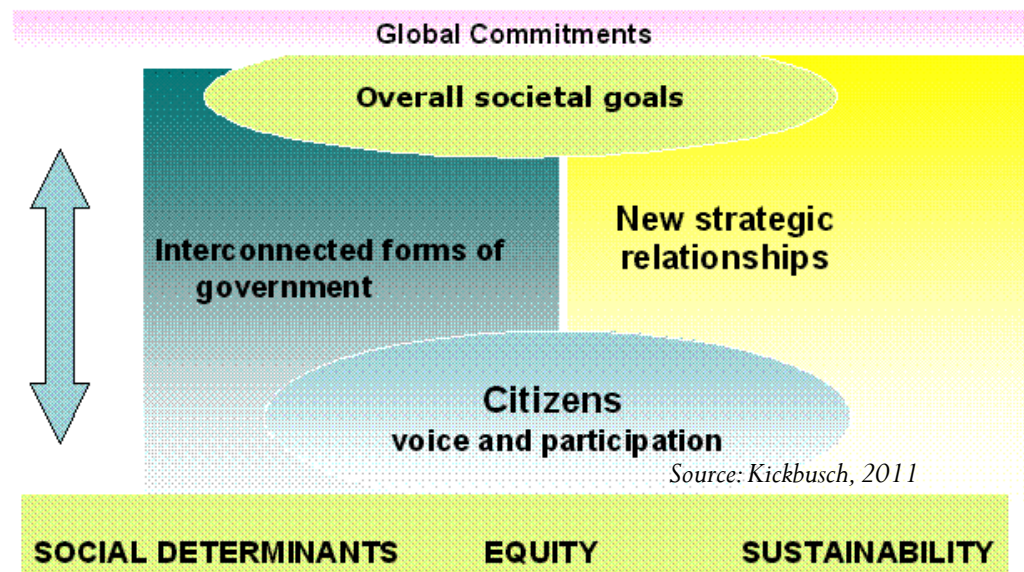 Global Commitments
Overall societal goals
New strategic
relationships
Interconnected forms of
government
Citizens
voice and participation
Source: Kickbusch, 2011
SOCIAL DETERMINANTS EQUITY SUSTAINABILITY